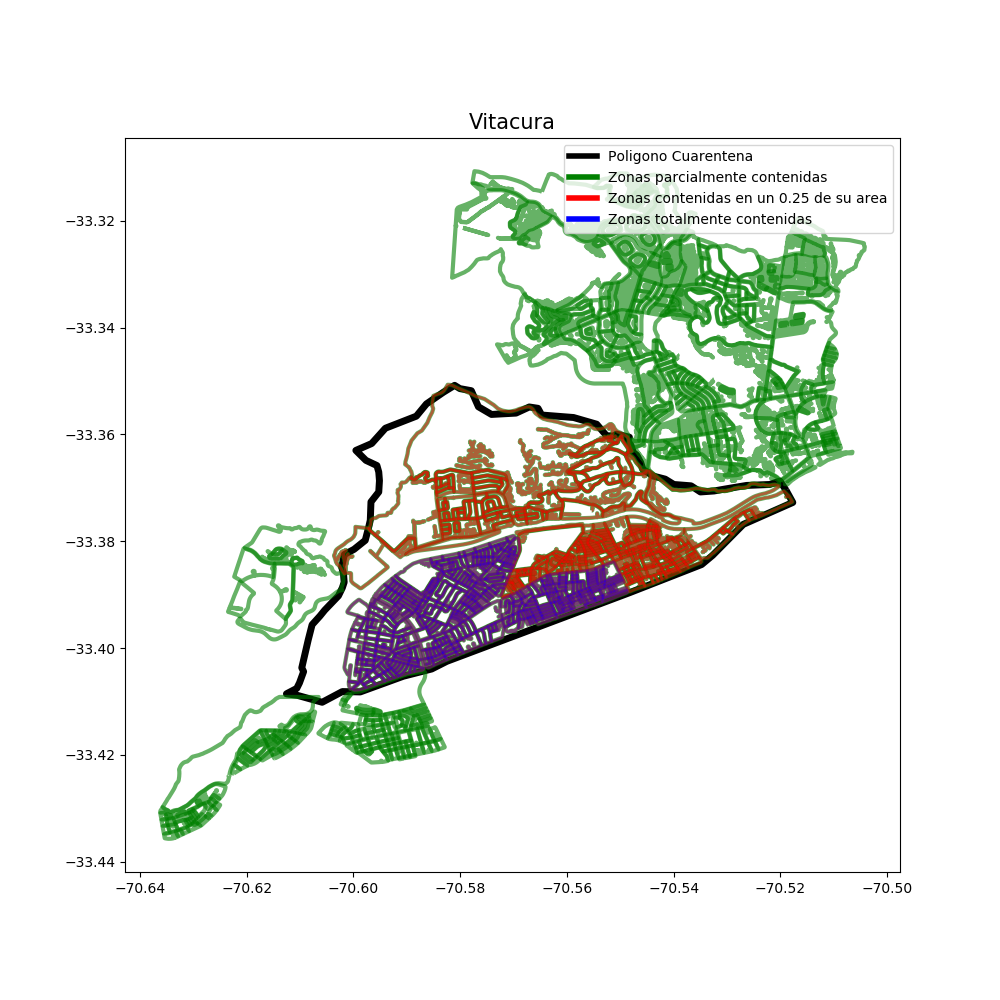 Vitacura
Poligono Cuarentena
Zonas parcialmente contenidas
Zonas contenidas en un 0.25 de su area
Zonas totalmente contenidas
−33.32
−33.34
−33.36
−33.38
−33.40
−33.42
−33.44
−70.64 −70.62 −70.60 −70.58 −70.56 −70.54 −70.52 −70.50